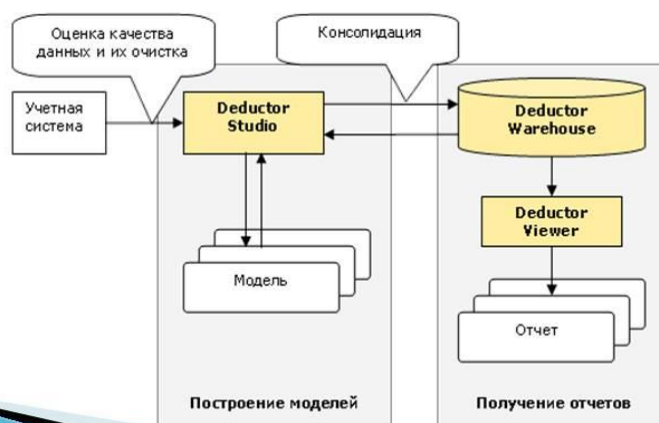 Оценка качества
данных и их очистка
Консолидация
Учетная
система
Deductor
Studio
Deductor
Warehouse
Deductor
Viewer
Модель
Отчет
Построение моделей
Получение отчетов